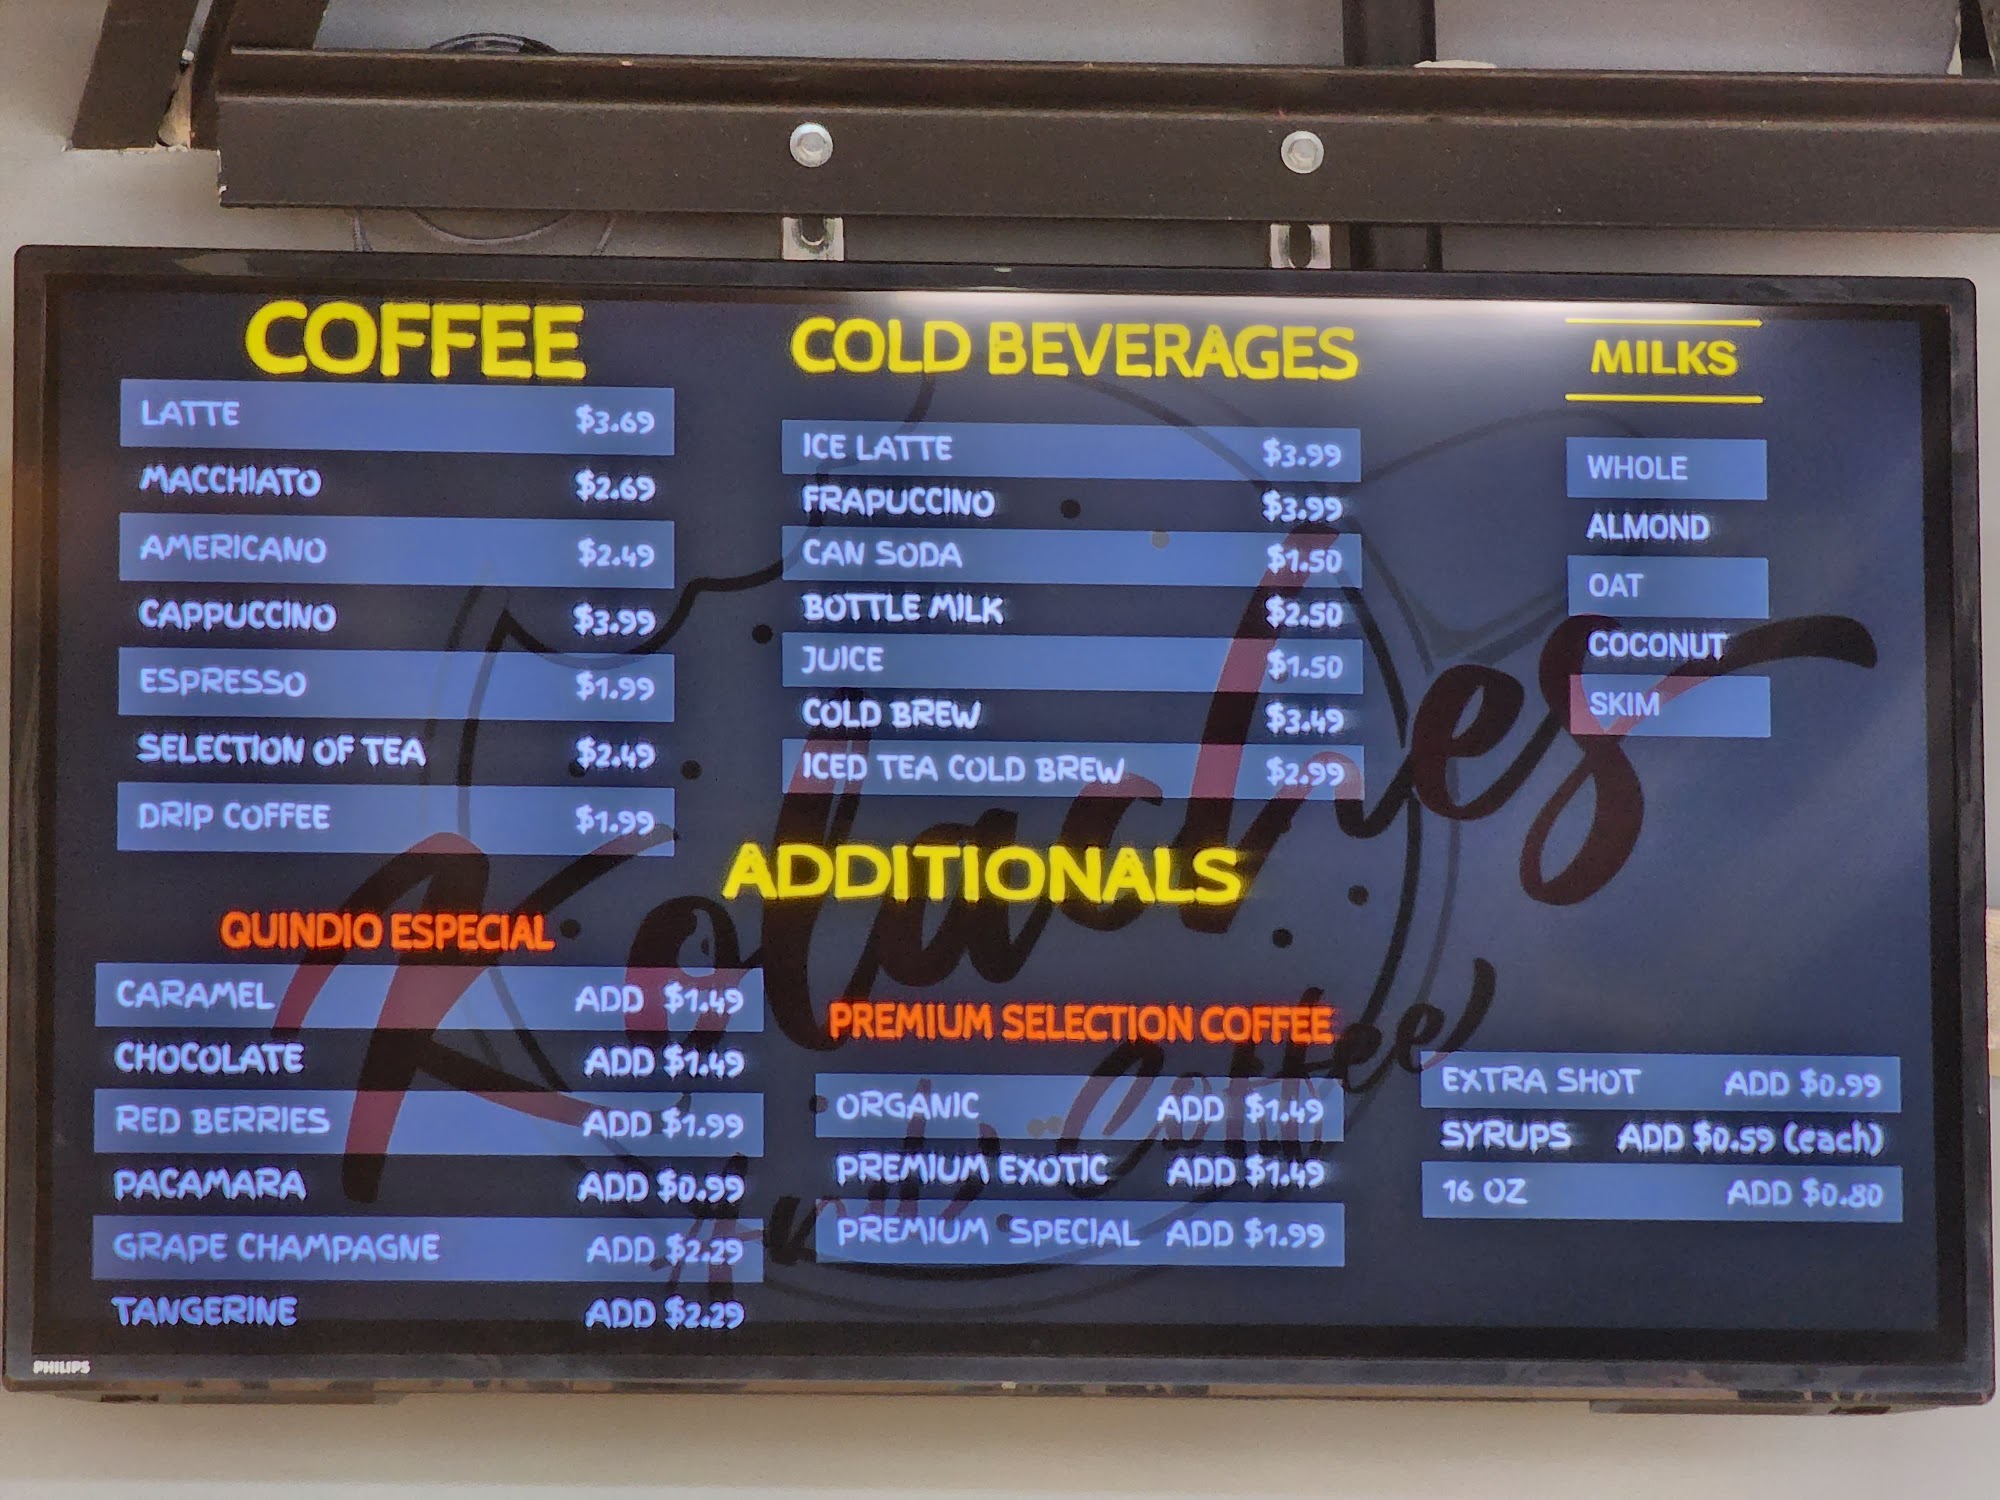 COFFEE
LATTE $3.69
MACCHIATO $2.69
AMERICANO $2.49
CAPPUCCINO $3.99
ESPRESSO $1.99
SELECTION OF TEA $2.49
DRIP COFFEE $1.99
COLD BEVERAGES
ICE LATTE $3.99
FRAPUCCINO $3.99
CAN SODA $1.50
BOTTLE MILK $2.50
JUICE $1.50
COLD BREW $3.49
ICED TEA COLD BREW $2.99
MILKS
WHOLE
ALMOND
OAT
COCONUT
SKIM
ADDITIONALS
QUINDIO ESPECIAL
CARAMEL ADD $1.49
CHOCOLATE ADD $1.49
RED BERRIES ADD $1.99
PACAMARA ADD $0.99
GRAPE CHAMPAGNE ADD $2.29
TANGERINE ADD $2.29
PREMIUM SELECTION COFFEE
ORGANIC ADD $1.49
PREMIUM EXOTIC ADD $1.49
PREMIUM SPECIAL ADD $1.99
EXTRA SHOT ADD $0.99
SYRUPS ADD $0.59 (each)
16 OZ ADD $0.80
Kolaches
And Coffee
PHILIPS